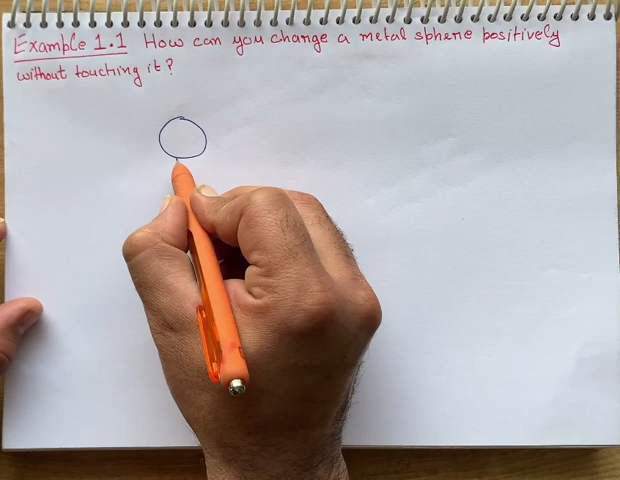 Example 1.1 How can you change a metal sphere positively
without touching it?